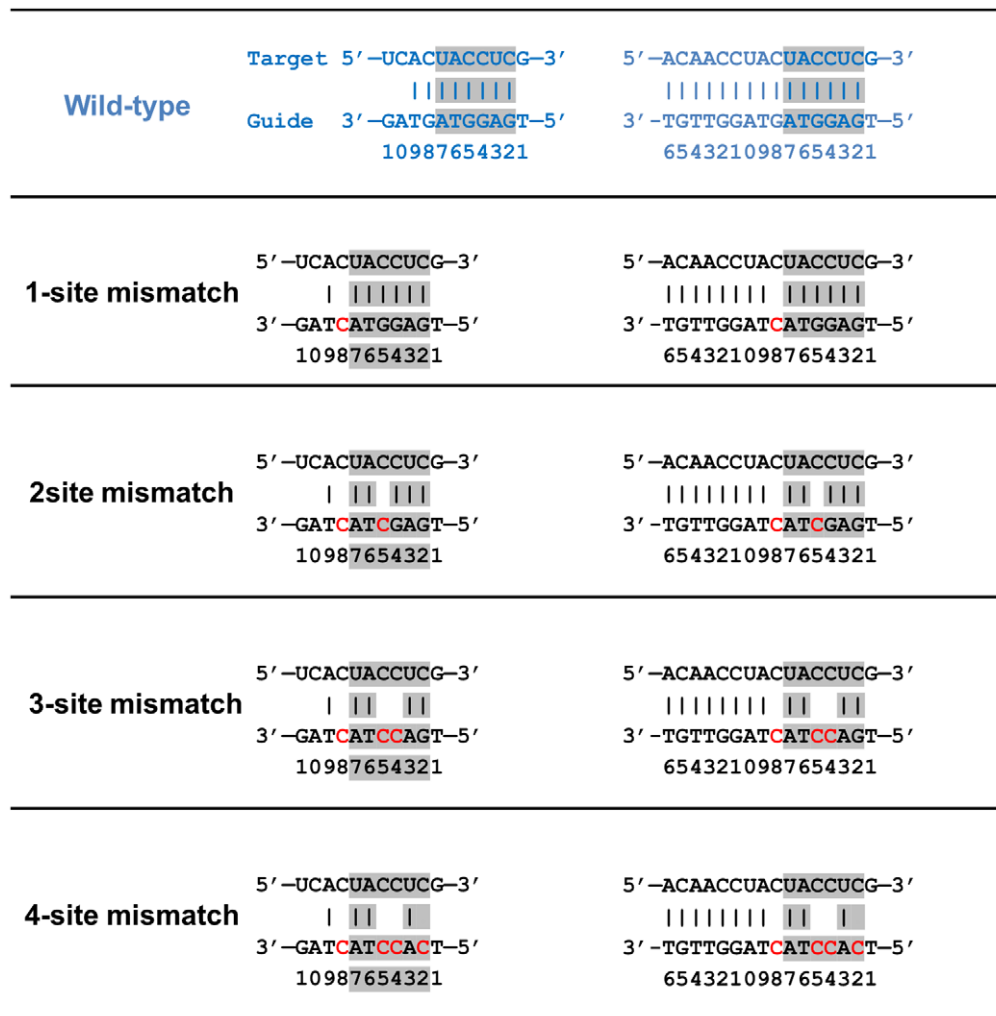 Target 5′—UCACUACCUCG—3′ 5′—ACAACCUACUACCUCG—3′
|||||||| |||||||||||||||
Wild-type
Guide 3′—GATGATGGAGT—5′ 3′-TGTTGGATGATGGAGT—5′
10987654321 6543210987654321
5′—UCACUACCUCG—3′ 5′—ACAACCUACUACCUCG—3′
1-site mismatch | |||||| |||||||| ||||||
3′—GATCATGGAGT—5′ 3′-TGTTGGATCATGGAGT—5′
10987654321 6543210987654321
5′—UCACUACCUCG—3′ 5′—ACAACCUACUACCUCG—3′
2site mismatch | || ||| |||||||| || |||
3′—GATCATCGAGT—5′ 3′-TGTTGGATCATCGAGT—5′
10987654321 6543210987654321
5′—UCACUACCUCG—3′ 5′—ACAACCUACUACCUCG—3′
3-site mismatch | || || |||||||| || ||
3′—GATCATCCAGT—5′ 3′-TGTTGGATCATCCAGT—5′
10987654321 6543210987654321
5′—UCACUACCUCG—3′ 5′—ACAACCUACUACCUCG—3′
4-site mismatch | || | |||||||| || |
3′—GATCATCCACT—5′ 3′-TGTTGGATCATCCACT—5′
10987654321 6543210987654321